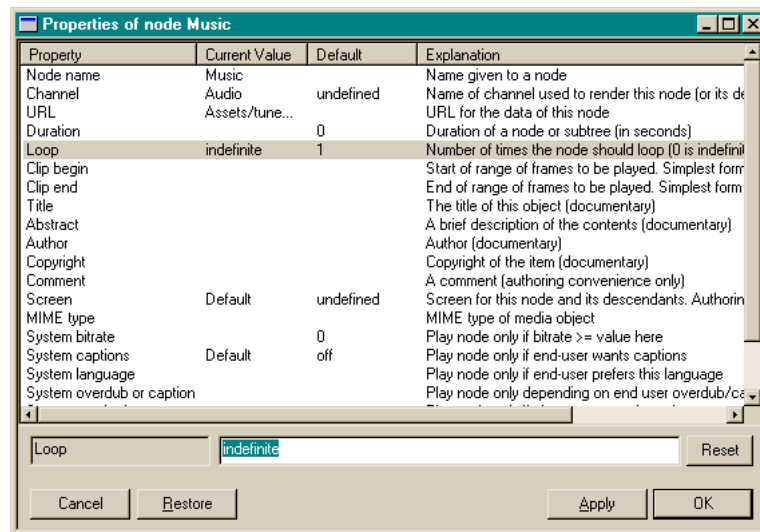 Properties of node Music
Property Current Value Default Explanation
Node name Music Name given to a node
Channel Audio undefined Name of channel used to render this node (or its de
URL Assets/tune... URL for the data of this node
Duration 0 Duration of a node or subtree (in seconds)
Loop indefinite 1 Number of times the node should loop (0 is indefinit
Clip begin Start of range of frames to be played. Simplest form
Clip end End of range of frames to be played. Simplest form
Title The title of this object (documentary)
Abstract A brief description of the contents (documentary)
Author Author (documentary)
Copyright Copyright of the item (documentary)
Comment A comment (authoring convenience only)
Screen Default undefined Screen for this node and its descendants. Authorin
MIME type MIME type of media object
System bitrate 0 Play node only if bitrate >= value here
System captions Default off Play node only if end-user wants captions
System language Play node only if end-user prefers this language
System overdub or caption Play node only depending on end user overdub/ca
Loop indefinite Reset
Cancel Restore Apply OK